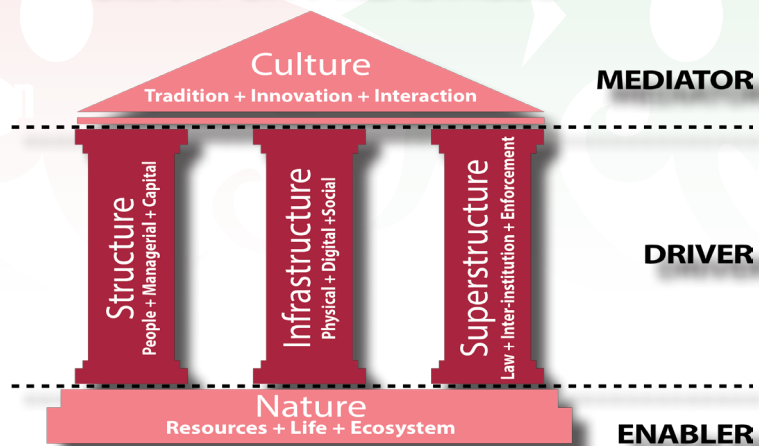 Culture
Tradition + Innovation + Interaction
MEDIATOR
Structure
People + Managerial + Capital
Infrastructure
Physical + Digital +Social
Superstructure
Law + Inter-institution + Enforcement
DRIVER
Nature
Resources + Life + Ecosystem
ENABLER